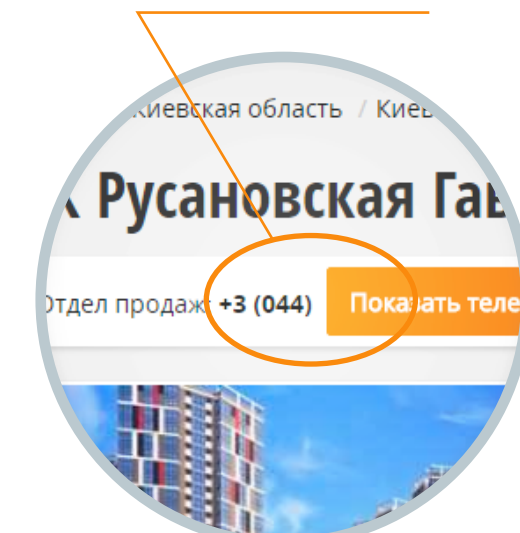 Киевская область / Киев
Русановская Гав
Отдел продаж: +3 (044) Показать теле